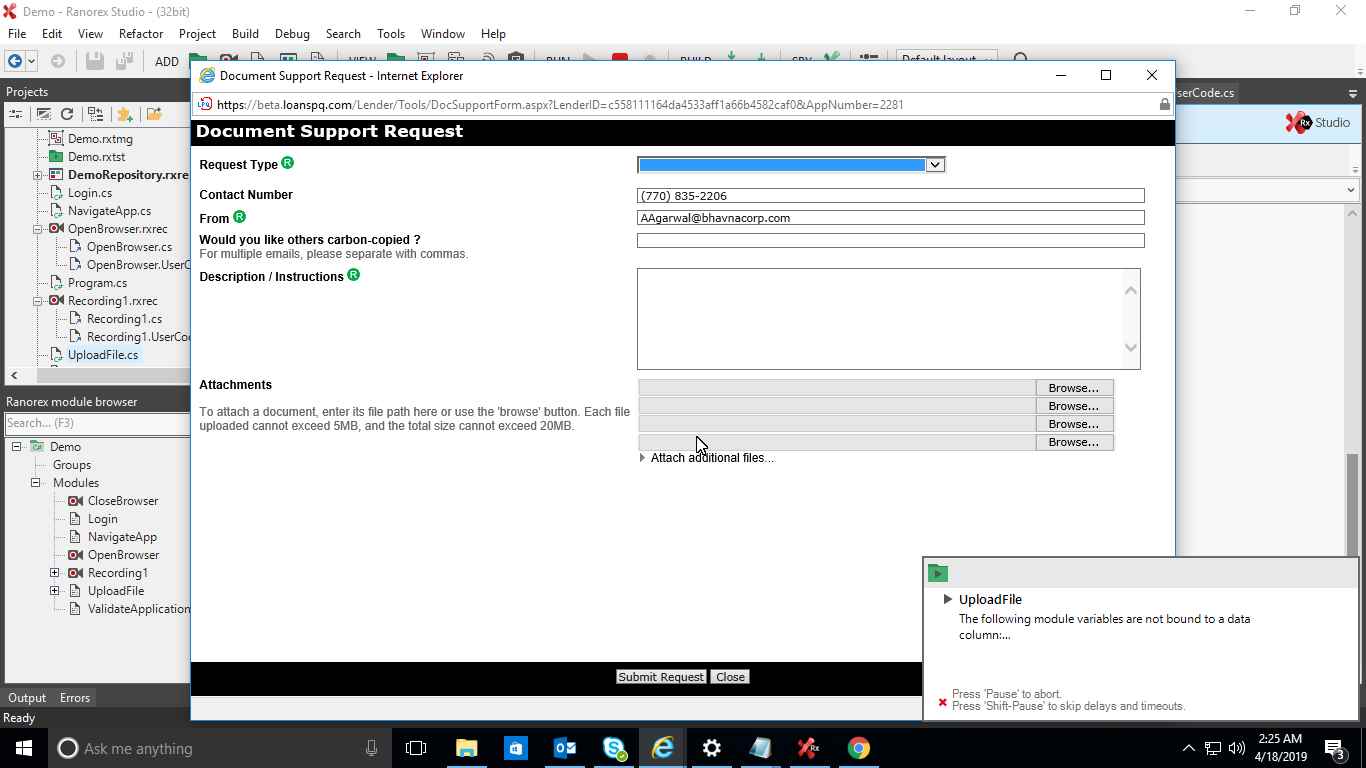 Demo - Ranorex Studio - (32bit)
File Edit View Refactor Project Build Debug Search Tools Window Help
ADD
Default layout
Projects
serCode.cs
Demo.rxtmg
Demo.rxtst
DemoRepository.rxre
Login.cs
NavigateApp.cs
OpenBrowser.rxrec
OpenBrowser.cs
OpenBrowser.UserC
Program.cs
Recording1.rxrec
Recording1.cs
Recording1.UserCo
UploadFile.cs
Rx Studio
Ranorex module browser
Search... (F3)
Demo
Groups
Modules
CloseBrowser
Login
NavigateApp
OpenBrowser
Recording1
UploadFile
ValidateApplication
Output Errors
Ready
Document Support Request - Internet Explorer
https://beta.loanspq.com/Lender/Tools/DocSupportForm.aspx?LenderID=c558111164da4533aff1a66b4582caf0&AppNumber=2281
Document Support Request
Request Type R
Contact Number (770) 835-2206
From R AAgarwal@bhavnacorp.com
Would you like others carbon-copied ?
For multiple emails, please separate with commas.
Description / Instructions R
Attachments
To attach a document, enter its file path here or use the 'browse' button. Each file
uploaded cannot exceed 5MB, and the total size cannot exceed 20MB.
Browse...
Browse...
Browse...
Browse...
Attach additional files...
Submit Request Close
UploadFile
The following module variables are not bound to a data
column:...
Press 'Pause' to abort.
Press 'Shift-Pause' to skip delays and timeouts.
Ask me anything
2:25 AM
4/18/2019
3